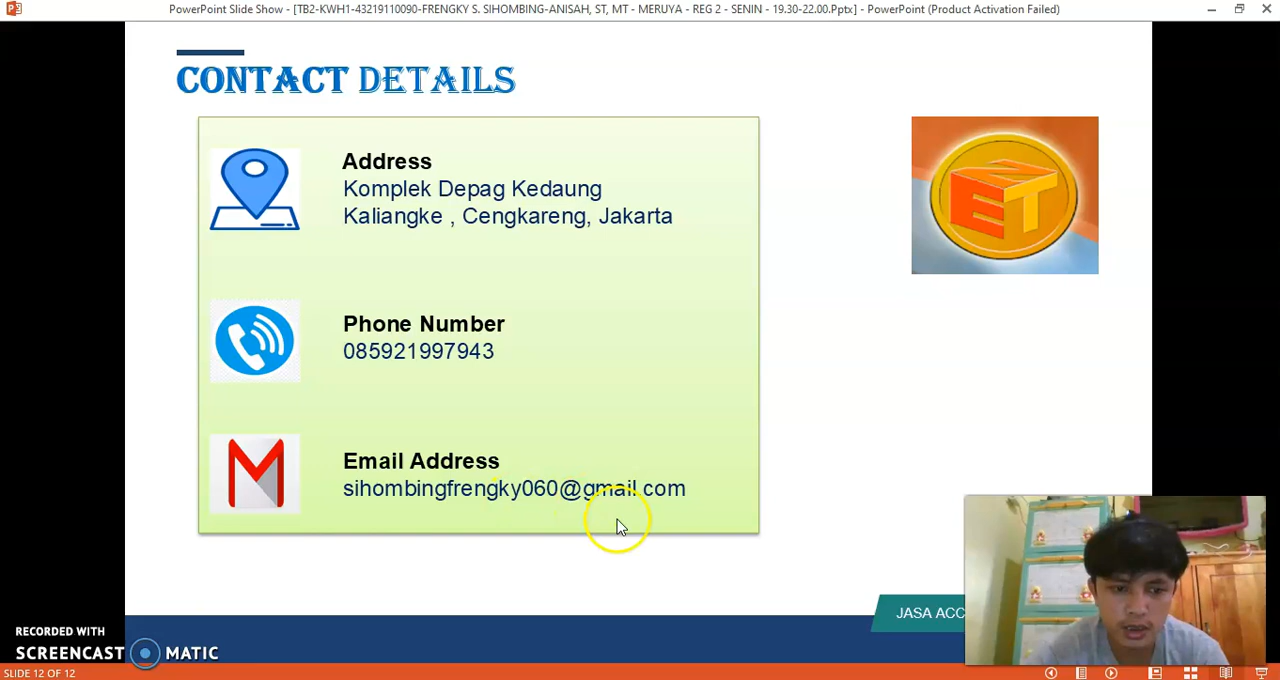 PowerPoint Slide Show - [TB2-KWH1-43219110090-FRENGKY S. SIHOMBING-ANISAH, ST, MT - MERUYA - REG 2 - SENIN - 19.30-22.00.Pptx] - PowerPoint (Product Activation Failed)
CONTACT DETAILS
Address
Komplek Depag Kedaung
Kaliangke , Cengkareng, Jakarta
NET
Phone Number
085921997943
Email Address
sihombingfrengky060@gmail.com
JASA ACC
RECORDED WITH
SCREENCAST MATIC
SLIDE 12 OF 12